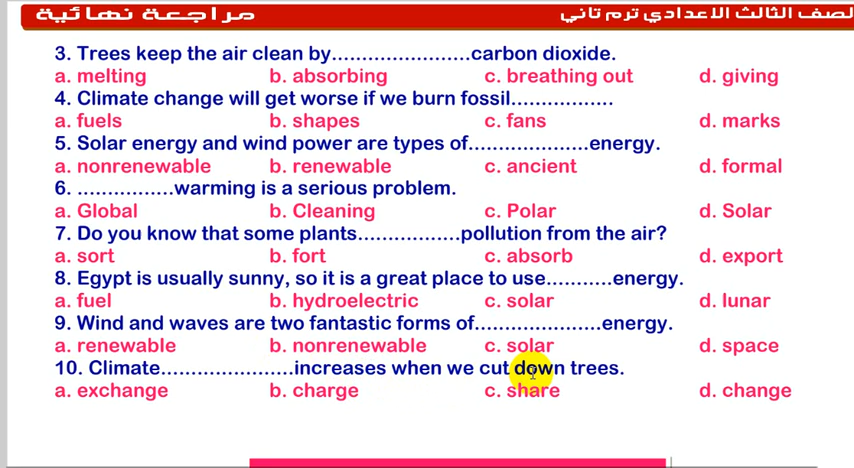 الصف الثالث الاعدادي ترم تاني مراجعة نهائية
3. Trees keep the air clean by........................carbon dioxide.
a. melting b. absorbing c. breathing out d. giving
4. Climate change will get worse if we burn fossil..................
a. fuels b. shapes c. fans d. marks
5. Solar energy and wind power are types of.....................energy.
a. nonrenewable b. renewable c. ancient d. formal
6. .................warming is a serious problem.
a. Global b. Cleaning c. Polar d. Solar
7. Do you know that some plants..................pollution from the air?
a. sort b. fort c. absorb d. export
8. Egypt is usually sunny, so it is a great place to use...........energy.
a. fuel b. hydroelectric c. solar d. lunar
9. Wind and waves are two fantastic forms of......................energy.
a. renewable b. nonrenewable c. solar d. space
10. Climate.......................increases when we cut down trees.
a. exchange b. charge c. share d. change